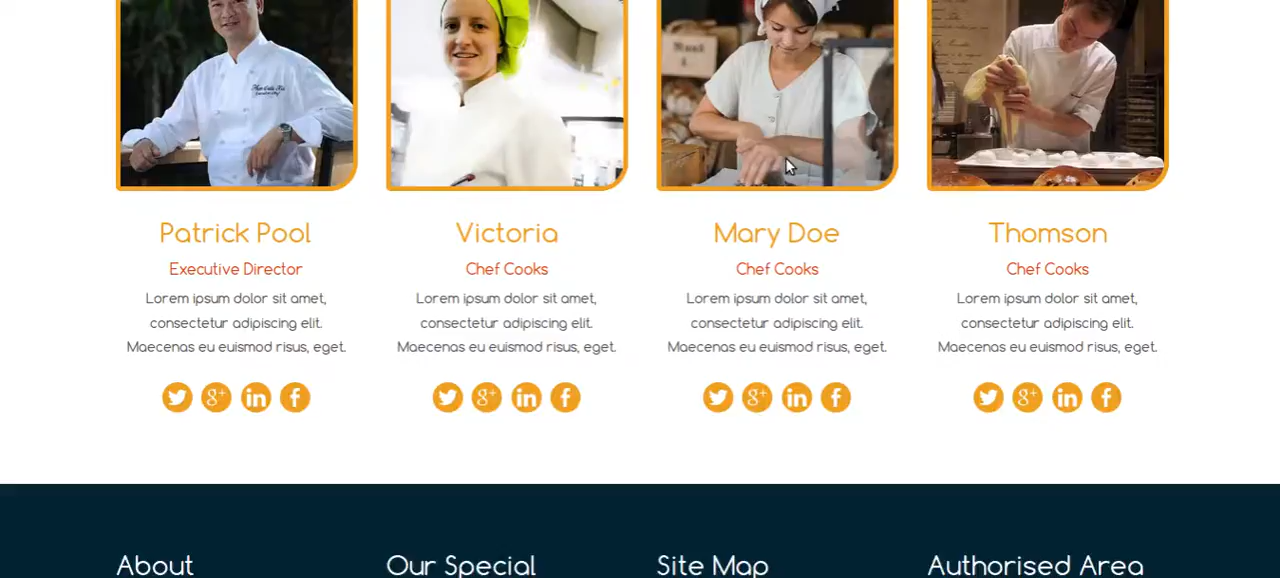 Patrick Pool
Executive Director
Lorem ipsum dolor sit amet,
consectetur adipiscing elit.
Maecenas eu euismod risus, eget.
Victoria
Chef Cooks
Lorem ipsum dolor sit amet,
consectetur adipiscing elit.
Maecenas eu euismod risus, eget.
Mary Doe
Chef Cooks
Lorem ipsum dolor sit amet,
consectetur adipiscing elit.
Maecenas eu euismod risus, eget.
Thomson
Chef Cooks
Lorem ipsum dolor sit amet,
consectetur adipiscing elit.
Maecenas eu euismod risus, eget.
About
Our Special
Site Map
Authorised Area